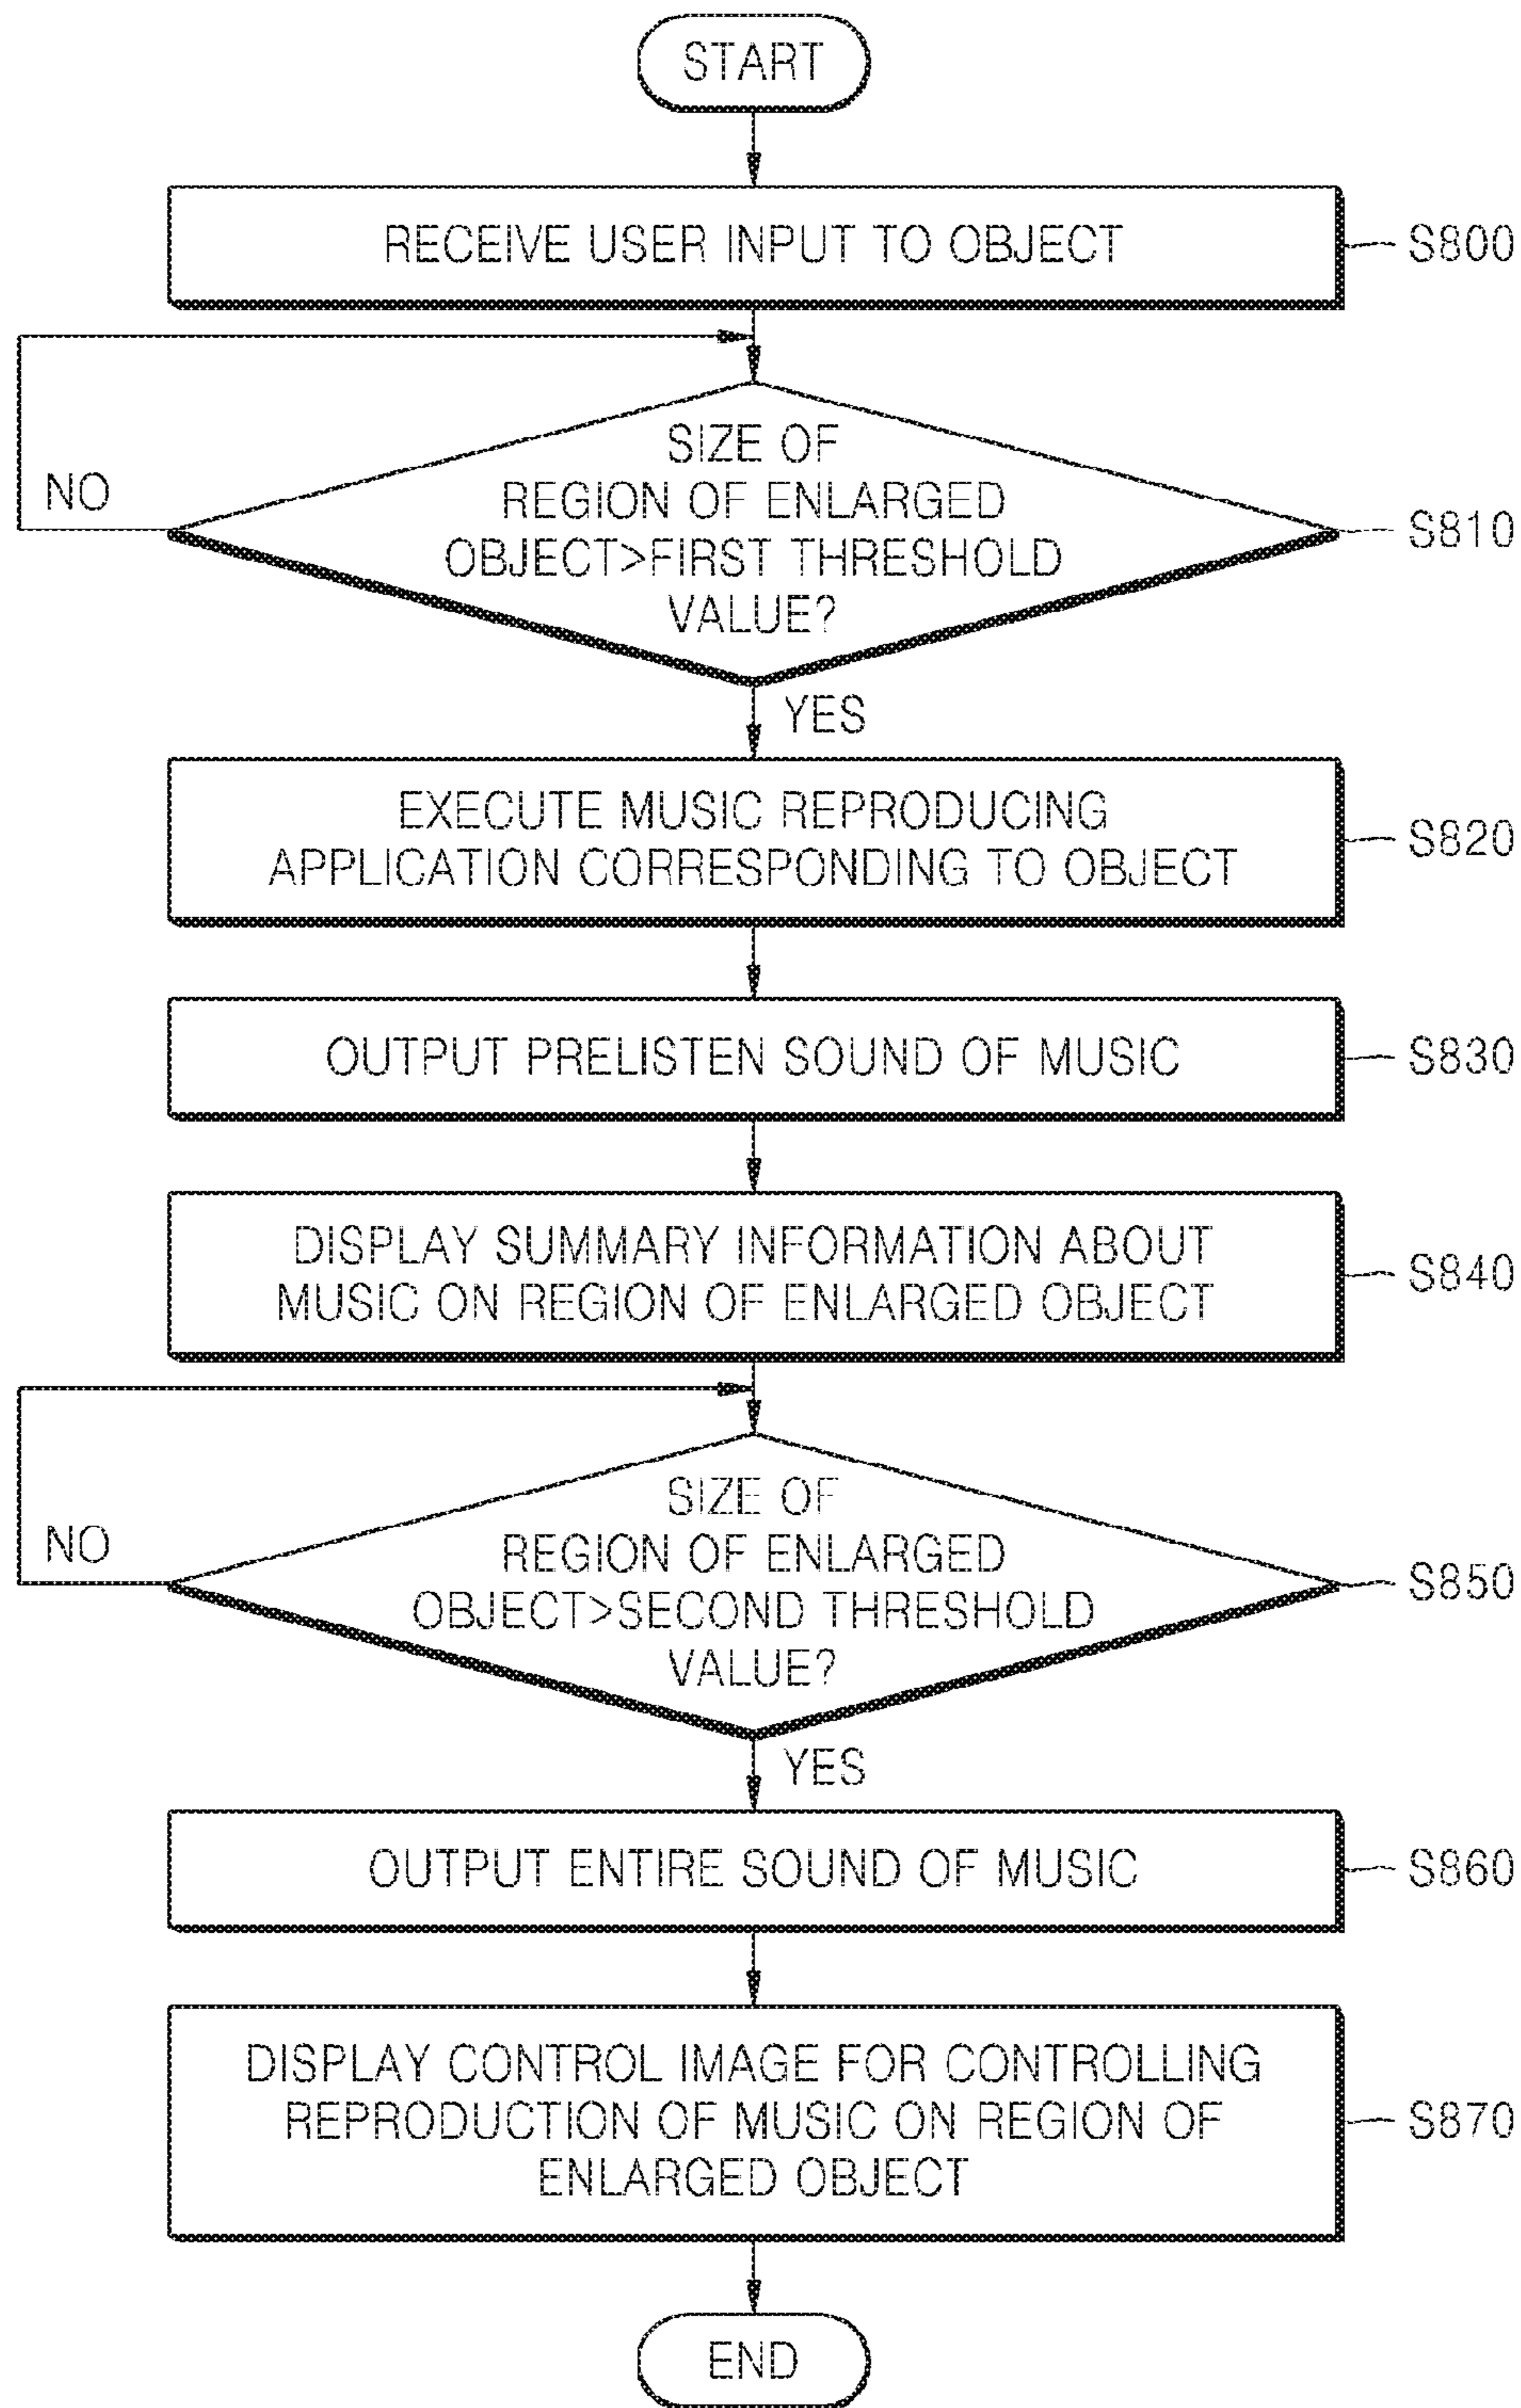 START
RECEIVE USER INPUT TO OBJECT
S800
SIZE OF
REGION OF ENLARGED
OBJECT>FIRST THRESHOLD
VALUE?
NO
S810
YES
EXECUTE MUSIC REPRODUCING
APPLICATION CORRESPONDING TO OBJECT
S820
OUTPUT PRELISTEN SOUND OF MUSIC
S830
DISPLAY SUMMARY INFORMATION ABOUT
MUSIC ON REGION OF ENLARGED OBJECT
S840
SIZE OF
REGION OF ENLARGED
OBJECT>SECOND THRESHOLD
VALUE?
NO
S850
YES
OUTPUT ENTIRE SOUND OF MUSIC
S860
DISPLAY CONTROL IMAGE FOR CONTROLLING
REPRODUCTION OF MUSIC ON REGION OF
ENLARGED OBJECT
S870
END